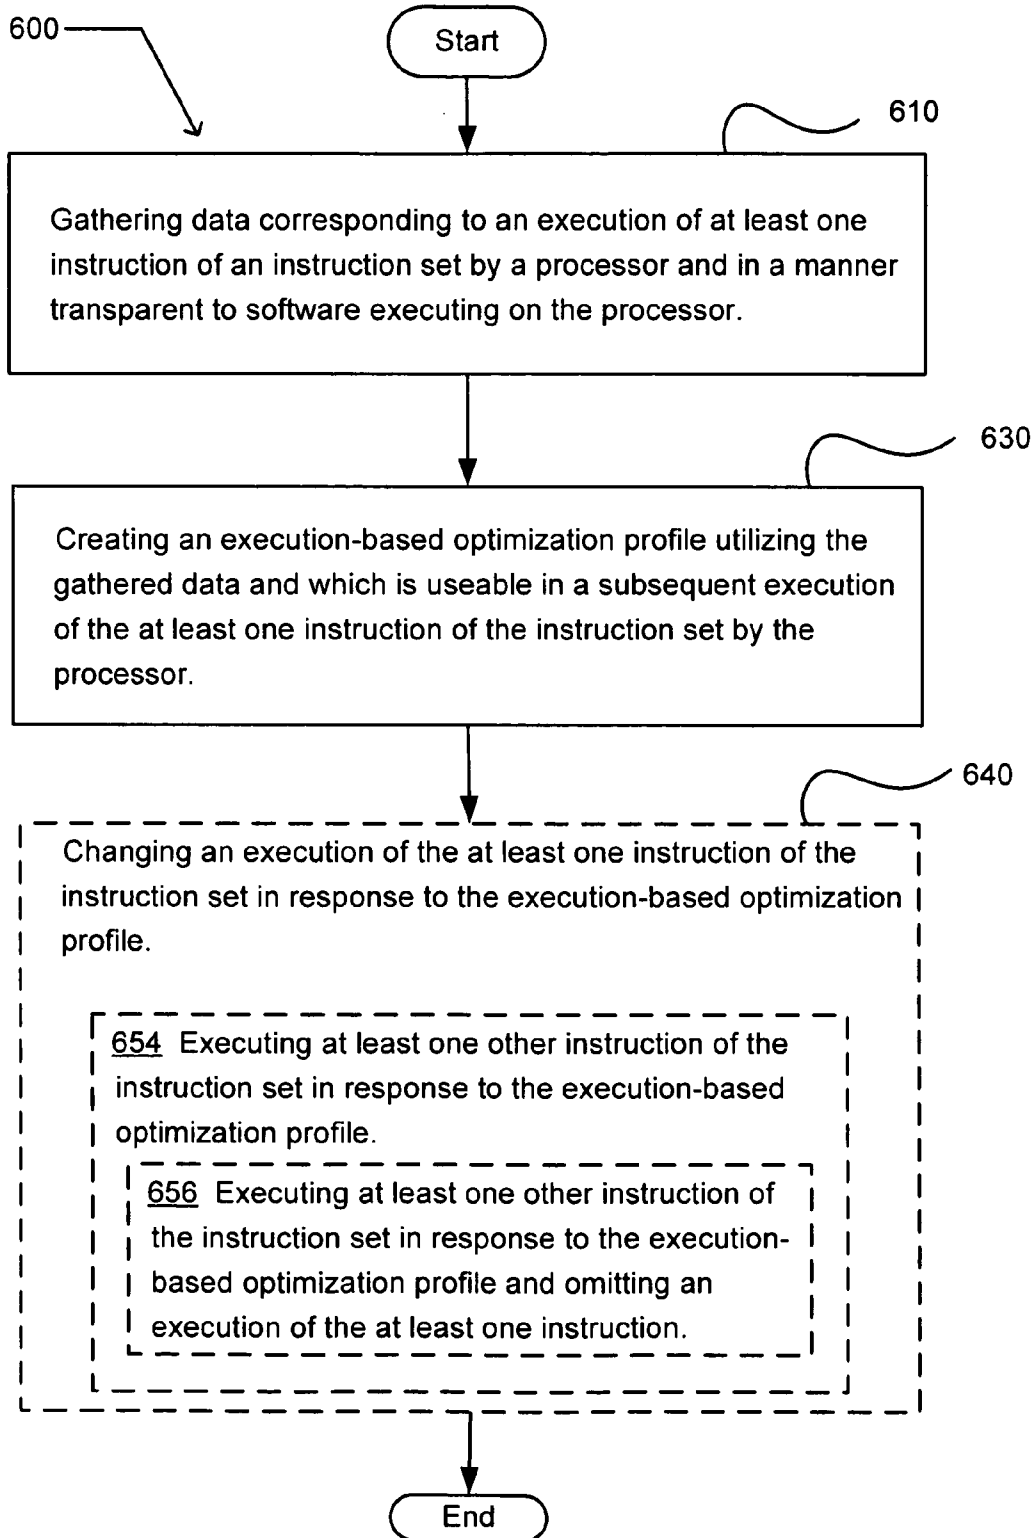 600
Start
610
Gathering data corresponding to an execution of at least one
instruction of an instruction set by a processor and in a manner
transparent to software executing on the processor.
630
Creating an execution-based optimization profile utilizing the
gathered data and which is useable in a subsequent execution
of the at least one instruction of the instruction set by the
processor.
640
Changing an execution of the at least one instruction of the
instruction set in response to the execution-based optimization
profile.
654 Executing at least one other instruction of the
instruction set in response to the execution-based
optimization profile.
656 Executing at least one other instruction of
the instruction set in response to the execution-
based optimization profile and omitting an
execution of the at least one instruction.
End